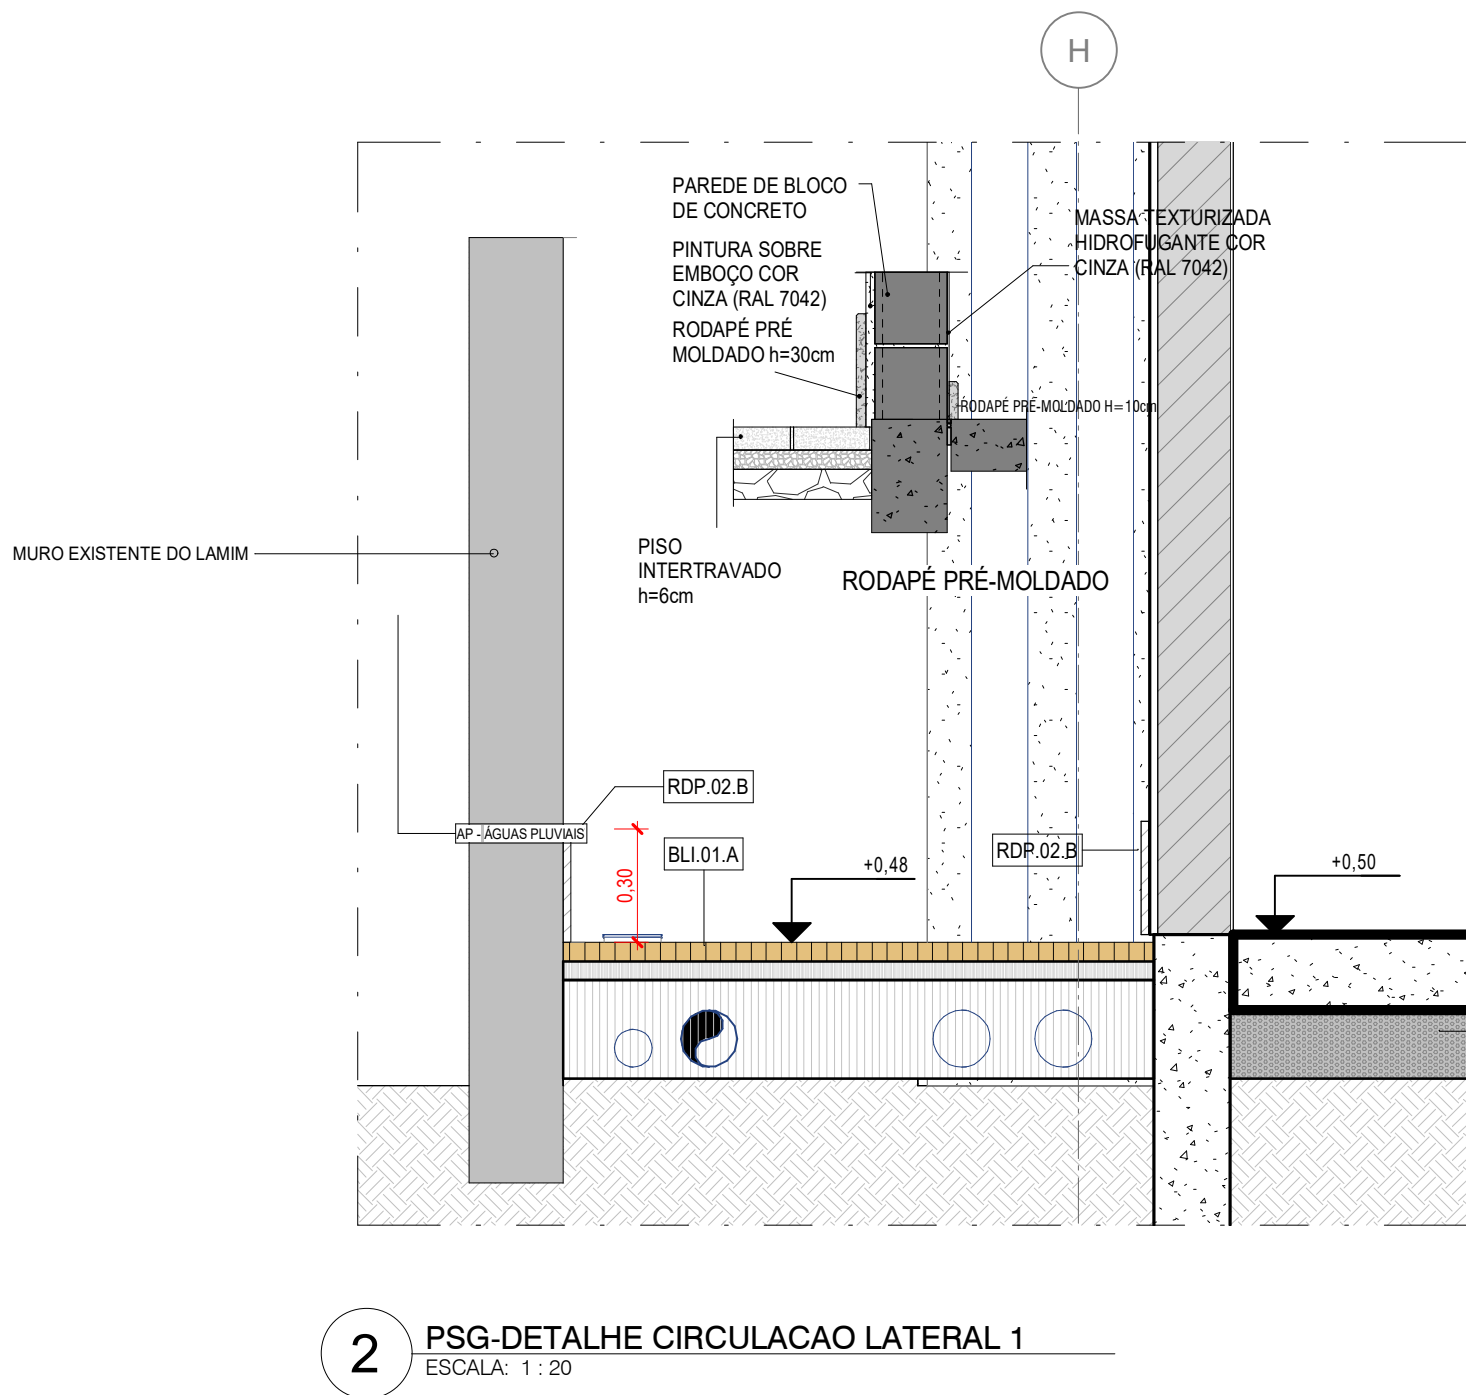 H
PAREDE DE BLOCO
DE CONCRETO
MASSA TEXTURIZADA
HIDROFUGANTE COR
CINZA (RAL 7042)
PINTURA SOBRE
EMBOÇO COR
CINZA (RAL 7042)
RODAPÉ PRÉ
MOLDADO h=30cm
RODAPÉ PRÉ-MOLDADO H=10cm
PISO
INTERTRAVADO
h=6cm
RODAPÉ PRÉ-MOLDADO
MURO EXISTENTE DO LAMIM
RDP.02.B
AP - ÁGUAS PLUVIAIS
BLI.01.A
RDP.02.B
+0,48
+0,50
0,30
2
PSG-DETALHE CIRCULACAO LATERAL 1
ESCALA: 1 : 20